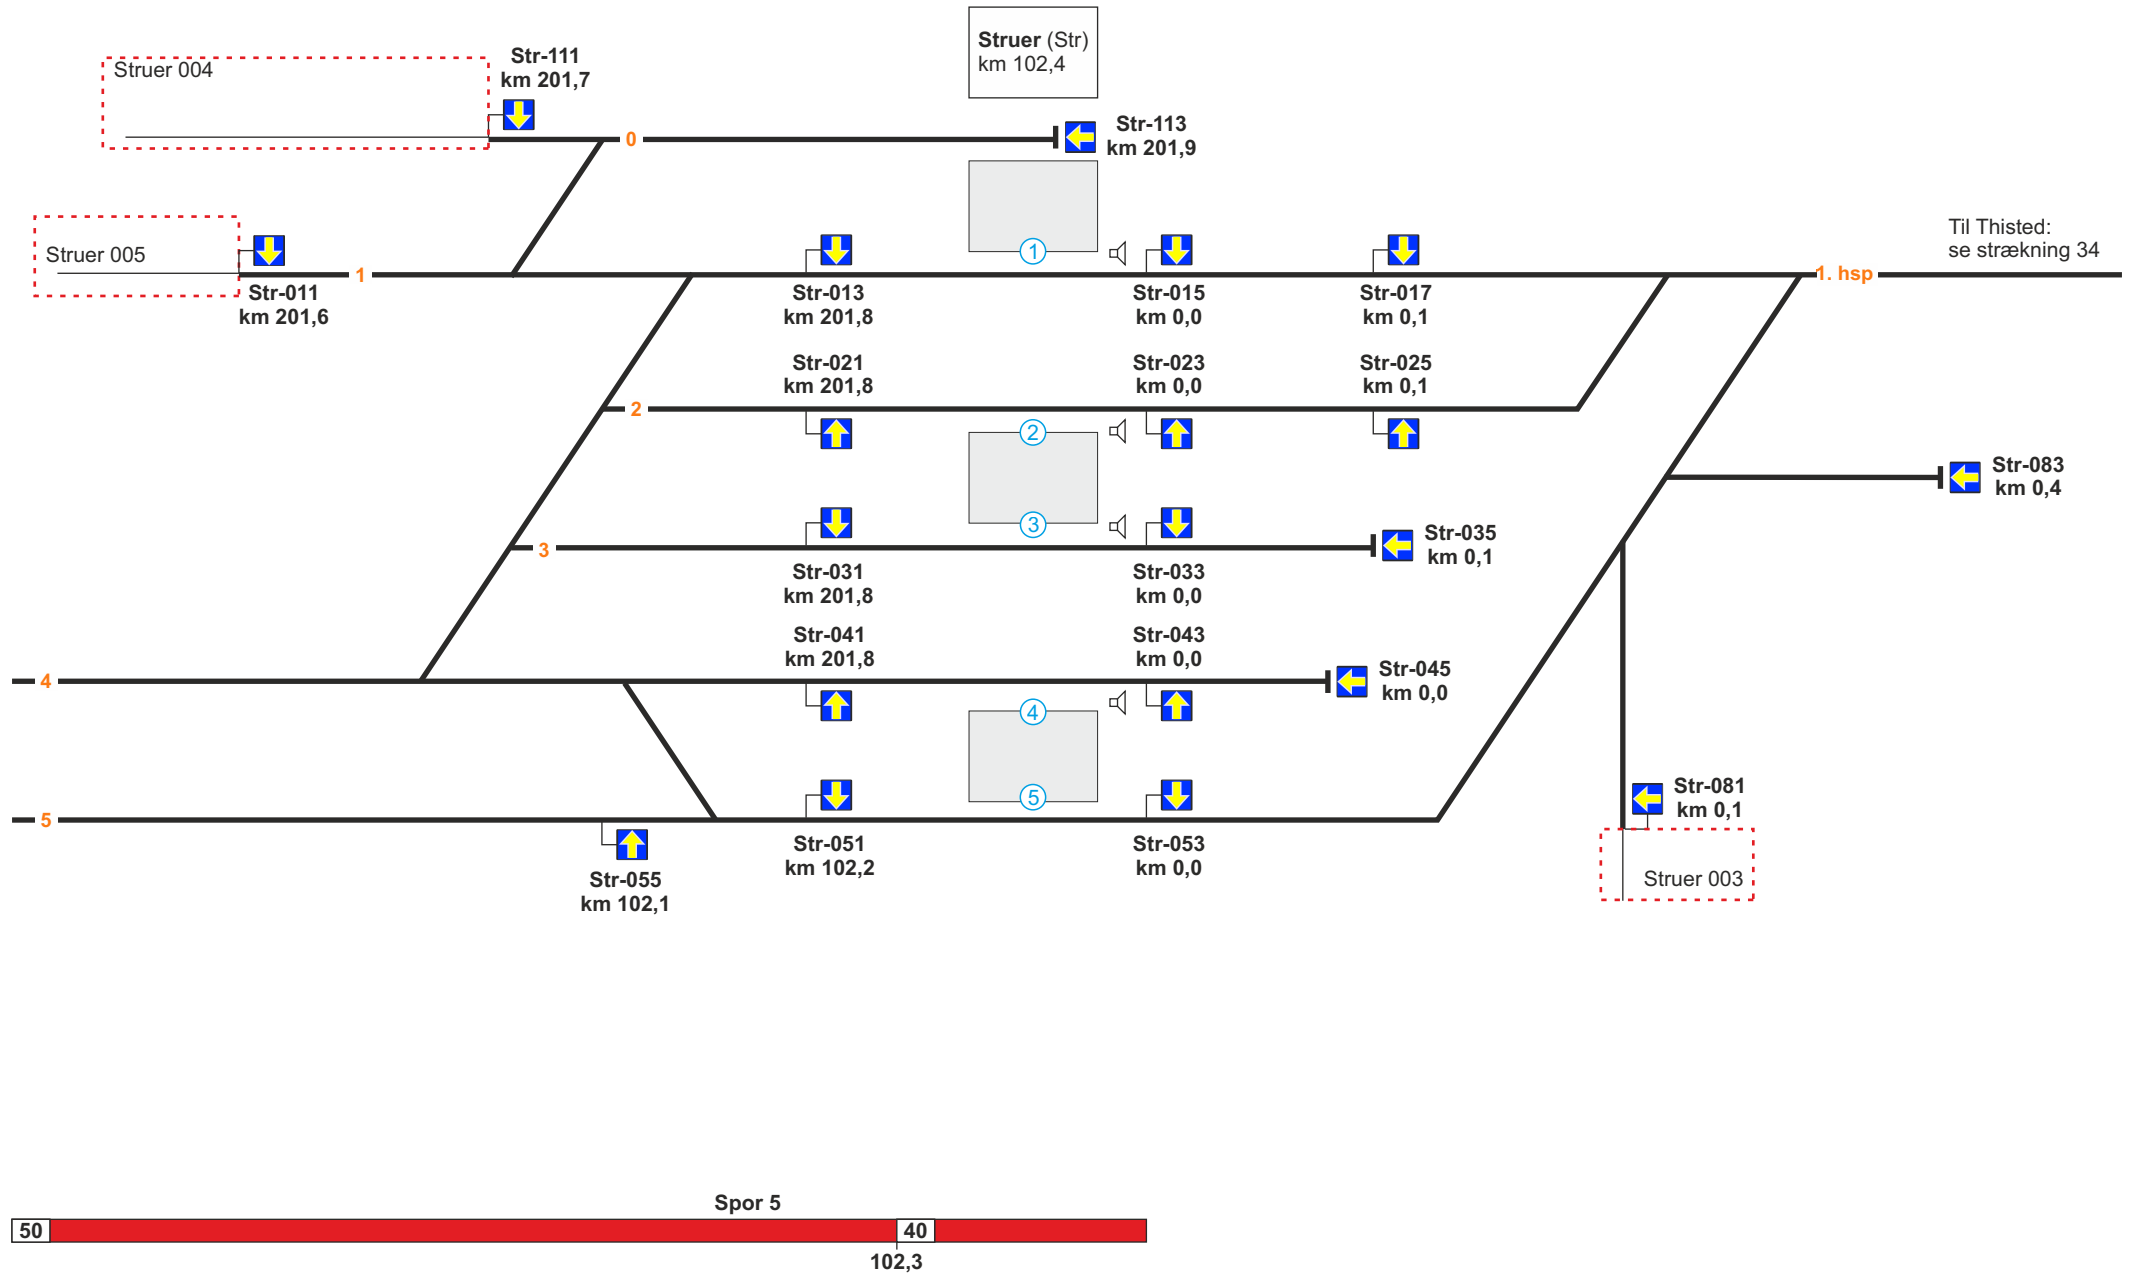 Struer (Str)
km 102,4
Struer 004
Str-111
km 201,7
0
Str-113
km 201,9
Struer 005
Str-011
km 201,6
1
1
Str-013
km 201,8
Str-015
km 0,0
Str-017
km 0,1
1. hsp
Til Thisted:
se strækning 34
Str-021
km 201,8
Str-023
km 0,0
Str-025
km 0,1
2
2
Str-083
km 0,4
3
3
Str-031
km 201,8
Str-033
km 0,0
Str-035
km 0,1
Str-041
km 201,8
Str-043
km 0,0
4
4
Str-045
km 0,0
5
5
Str-055
km 102,1
Str-051
km 102,2
Str-053
km 0,0
Str-081
km 0,1
Struer 003
Spor 5
50
40
102,3